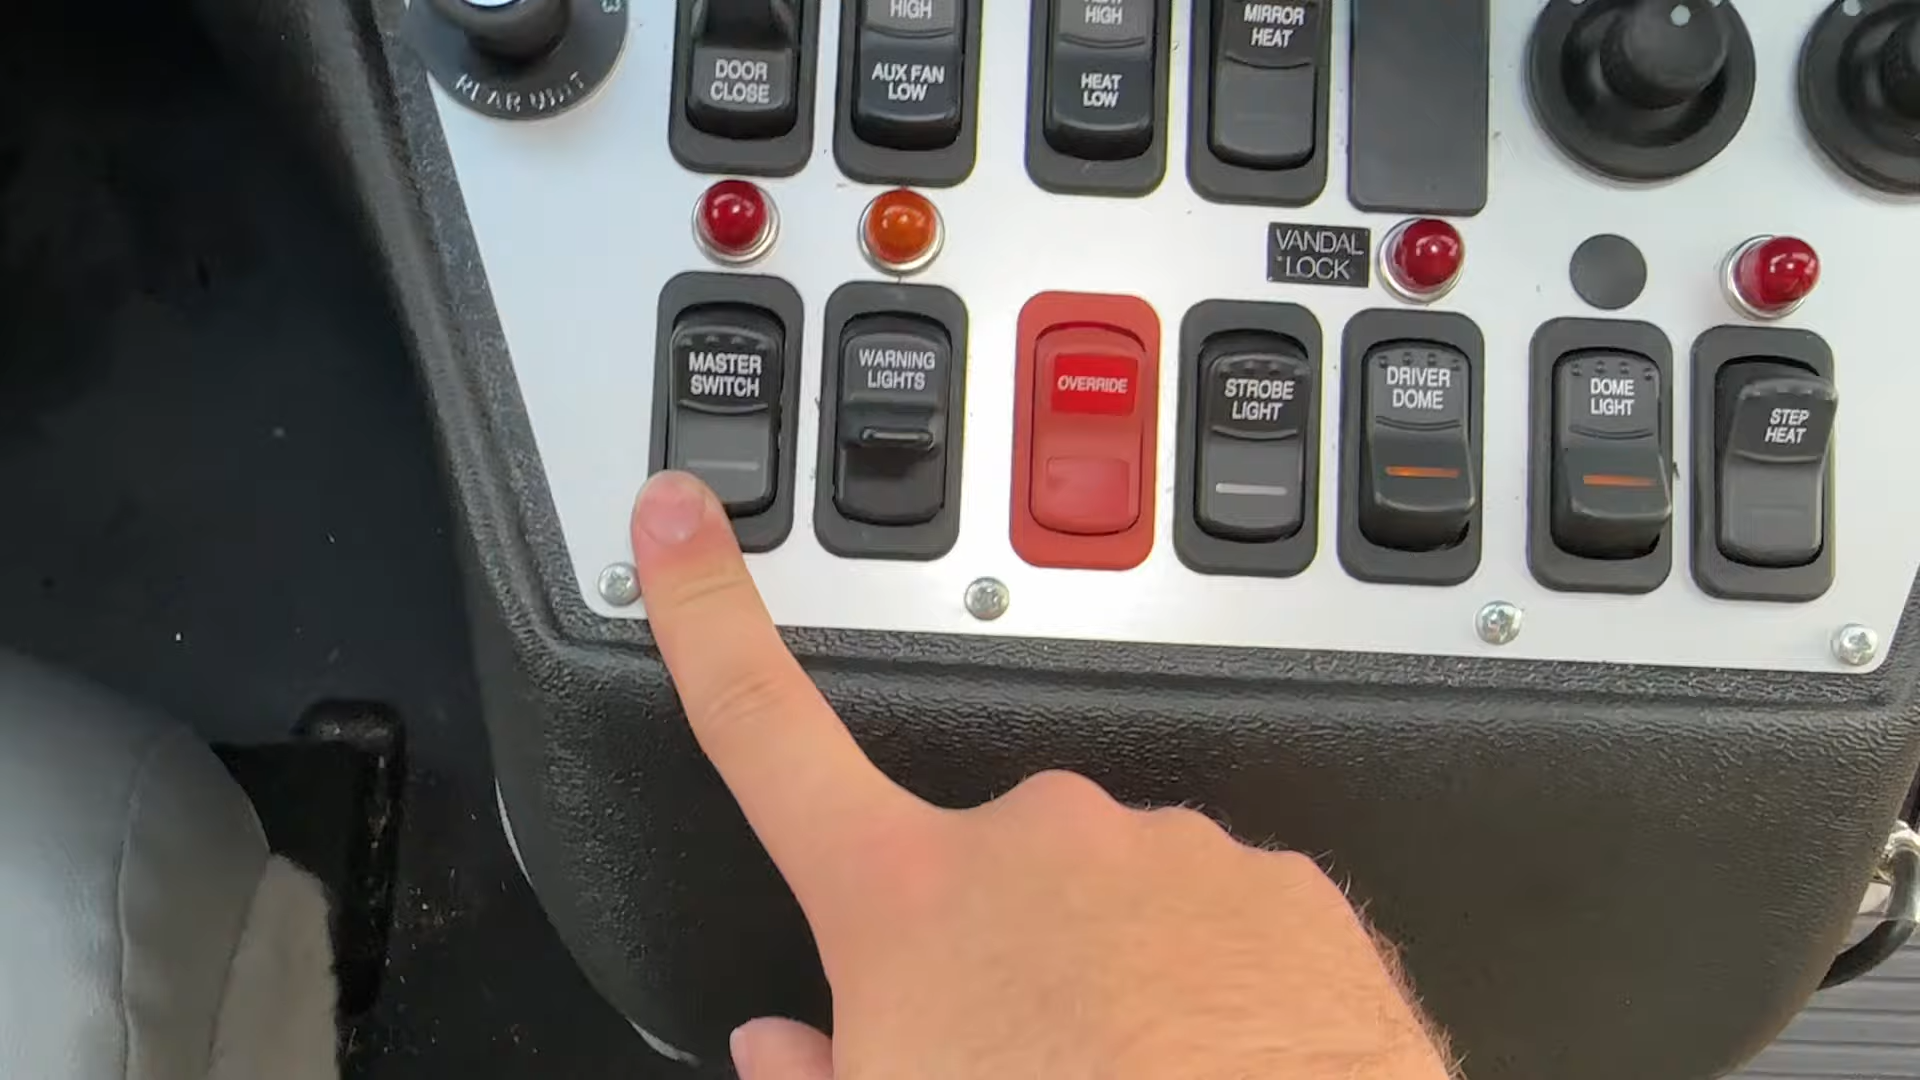 REAR UNIT
3
DOOR
CLOSE
HIGH
AUX FAN
LOW
HIGH
HEAT
LOW
MIRROR
HEAT
VANDAL
LOCK
MASTER
SWITCH
WARNING
LIGHTS
OVERRIDE
STROBE
LIGHT
DRIVER
DOME
DOME
LIGHT
STEP
HEAT